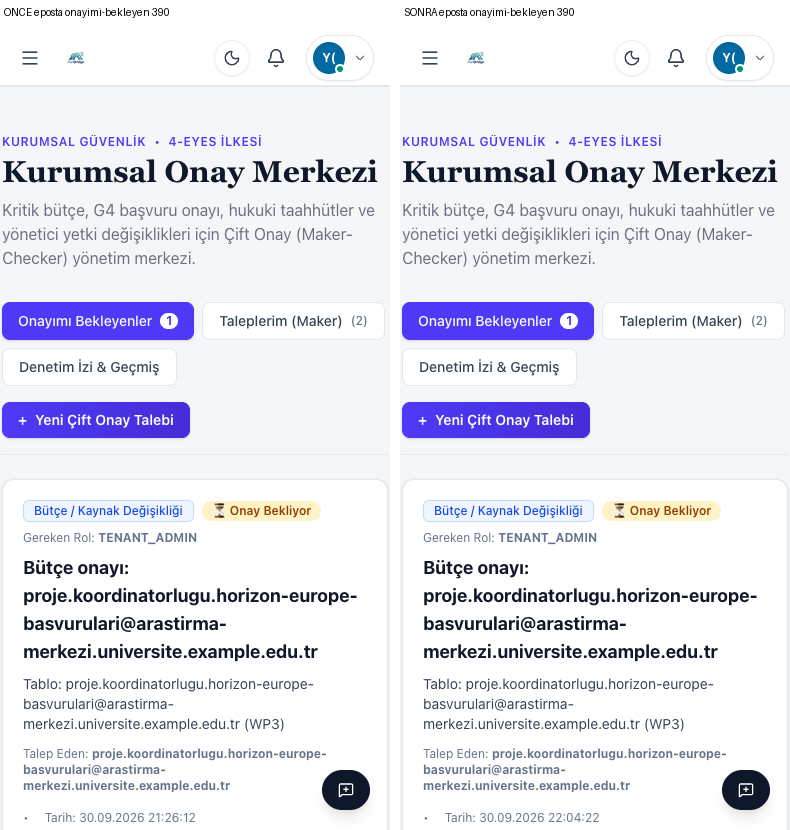 ONCE eposta onayimi-bekleyen 390
Y(
KURUMSAL GÜVENLİK • 4-EYES İLKESİ
Kurumsal Onay Merkezi
Kritik bütçe, G4 başvuru onayı, hukuki taahhütler ve
yönetici yetki değişiklikleri için Çift Onay (Maker-
Checker) yönetim merkezi.
Onayımı Bekleyenler 1
Taleplerim (Maker) (2)
Denetim İzi & Geçmiş
+ Yeni Çift Onay Talebi
Bütçe / Kaynak Değişikliği
⏳ Onay Bekliyor
Gereken Rol: TENANT_ADMIN
Bütçe onayı:
proje.koordinatorlugu.horizon-europe-
basvurulari@arastirma-
merkezi.universite.example.edu.tr
Tablo: proje.koordinatorlugu.horizon-europe-
basvurulari@arastirma-
merkezi.universite.example.edu.tr (WP3)
Talep Eden: proje.koordinatorlugu.horizon-europe-
basvurulari@arastirma-
merkezi.universite.example.edu.tr
• Tarih: 30.09.2026 21:26:12
SONRA eposta onayimi-bekleyen 390
Y(
KURUMSAL GÜVENLİK • 4-EYES İLKESİ
Kurumsal Onay Merkezi
Kritik bütçe, G4 başvuru onayı, hukuki taahhütler ve
yönetici yetki değişiklikleri için Çift Onay (Maker-
Checker) yönetim merkezi.
Onayımı Bekleyenler 1
Taleplerim (Maker) (2)
Denetim İzi & Geçmiş
+ Yeni Çift Onay Talebi
Bütçe / Kaynak Değişikliği
⏳ Onay Bekliyor
Gereken Rol: TENANT_ADMIN
Bütçe onayı:
proje.koordinatorlugu.horizon-europe-
basvurulari@arastirma-
merkezi.universite.example.edu.tr
Tablo: proje.koordinatorlugu.horizon-europe-
basvurulari@arastirma-
merkezi.universite.example.edu.tr (WP3)
Talep Eden: proje.koordinatorlugu.horizon-europe-
basvurulari@arastirma-
merkezi.universite.example.edu.tr
• Tarih: 30.09.2026 22:04:22